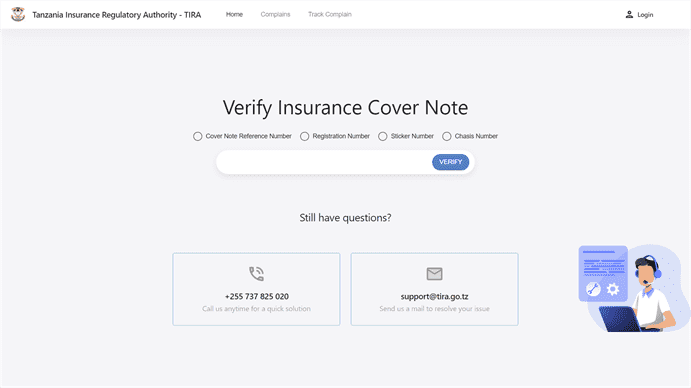 Tanzania Insurance Regulatory Authority - TIRA Home Complains Track Complain Login
Verify Insurance Cover Note
Cover Note Reference Number Registration Number Sticker Number Chasis Number
VERIFY
Still have questions?
+255 737 825 020
Call us anytime for a quick solution
support@tira.go.tz
Send us a mail to resolve your issue